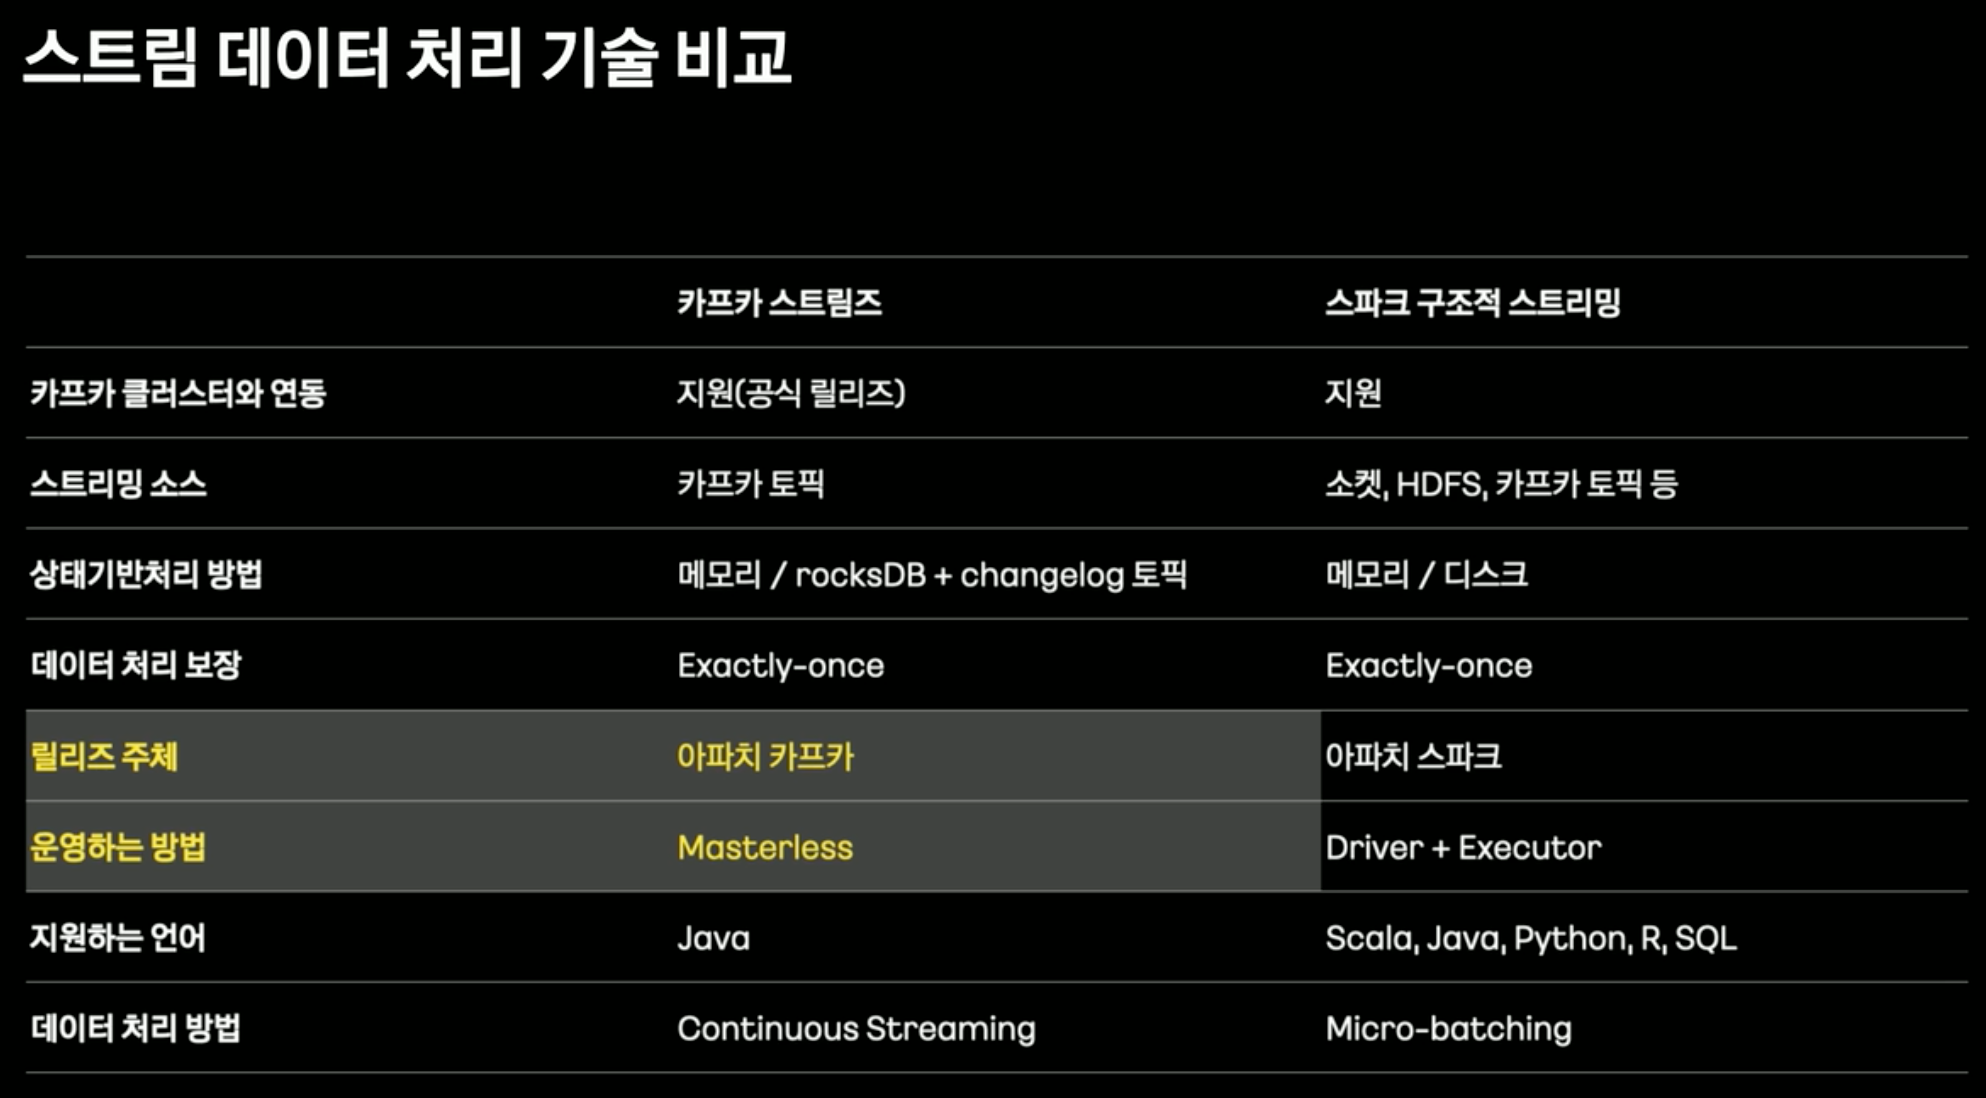 스트림 데이터 처리 기술 비교
카프카 스트림즈 스파크 구조적 스트리밍
카프카 클러스터와 연동 지원(공식 릴리즈) 지원
스트리밍 소스 카프카 토픽 소켓, HDFS, 카프카 토픽 등
상태기반처리 방법 메모리 / rocksDB + changelog 토픽 메모리 / 디스크
데이터 처리 보장 Exactly-once Exactly-once
릴리즈 주체 아파치 카프카 아파치 스파크
운영하는 방법 Masterless Driver + Executor
지원하는 언어 Java Scala, Java, Python, R, SQL
데이터 처리 방법 Continuous Streaming Micro-batching